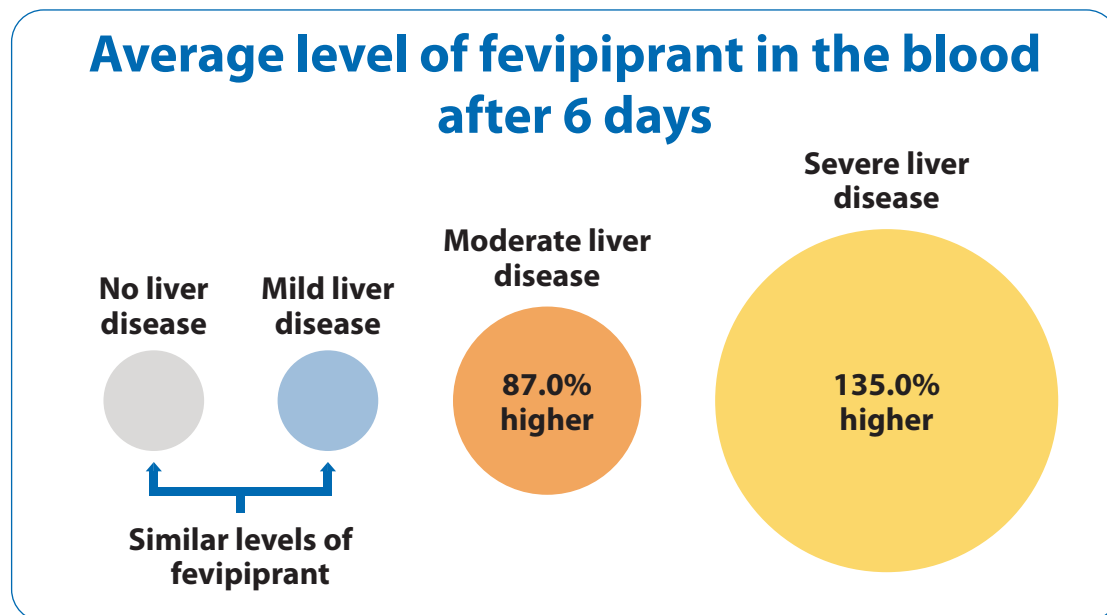 Average level of fevipiprant in the blood
after 6 days
No liver
disease
Mild liver
disease
Moderate liver
disease
Severe liver
disease
87.0%
higher
135.0%
higher
Similar levels of
fevipiprant